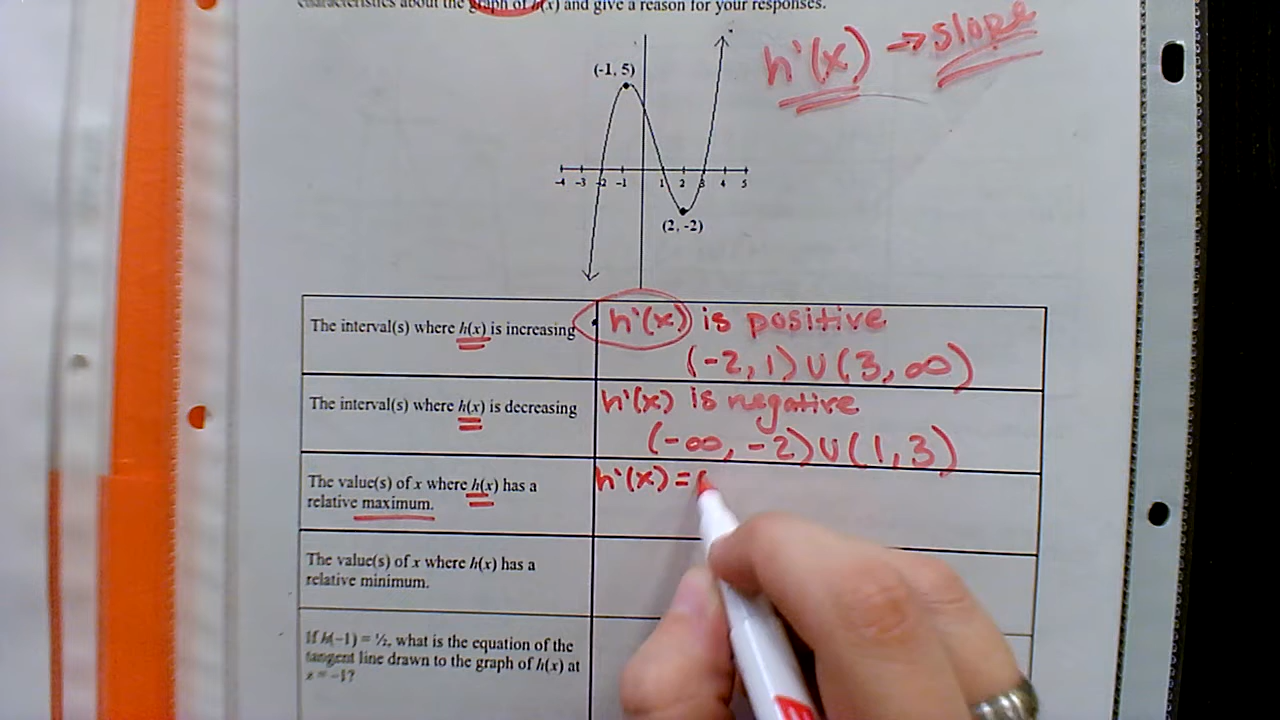 characteristics about the graph of h(x) and give a reason for your responses.
h'(x) → slope
(-1, 5)
-4 -3 -2 -1 1 2 3 4 5
(2, -2)
The interval(s) where h(x) is increasing
h'(x) is positive
(-2, 1) ∪ (3, ∞)
The interval(s) where h(x) is decreasing
h'(x) is negative
(-∞, -2) ∪ (1, 3)
The value(s) of x where h(x) has a
relative maximum.
h'(x) =
The value(s) of x where h(x) has a
relative minimum.
If h(-1) = ½, what is the equation of the
tangent line drawn to the graph of h(x) at
x = -1?